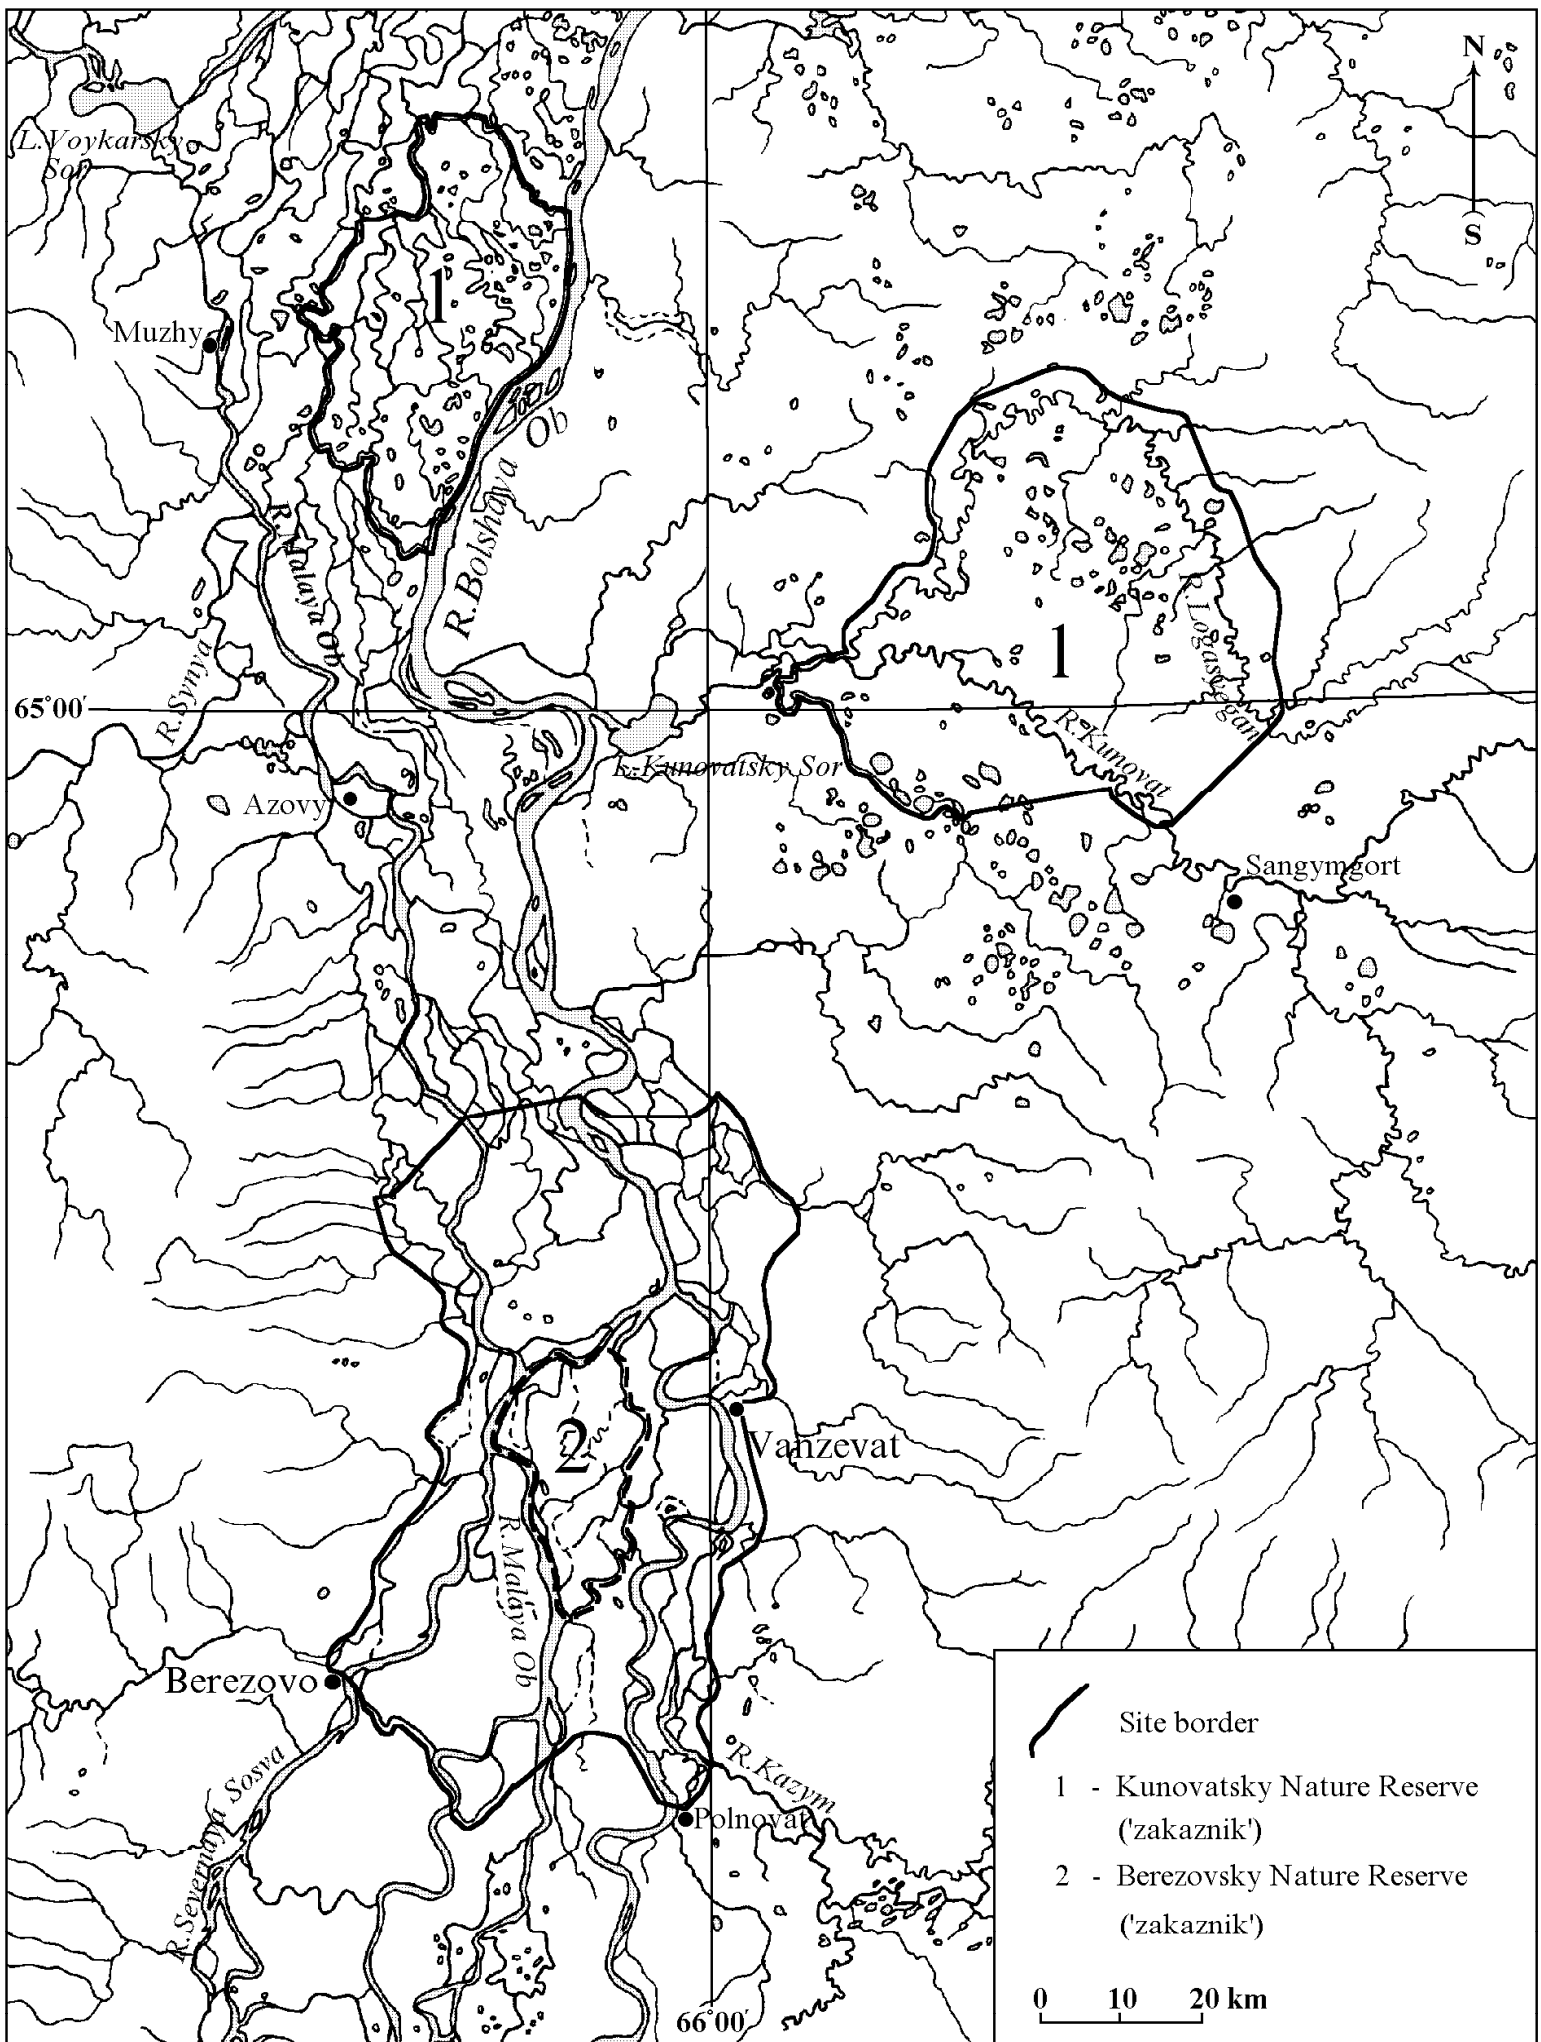 N
L.Voykarsky
Sor
S
1
Muzhy
Ob
R.Bolshaya
R.Malaya Ob
1
R.Logasyegan
R.Synya
65°00′
R.Kunovat
L.Kunovatsky Sor
Azovy
Sangymgort
2
Vanzevat
R.Malaya Ob
Berezovo
Site border
R.Severnaya Sosva
R.Kazym
1 - Kunovatsky Nature Reserve
('zakaznik')
Polnovat
2 - Berezovsky Nature Reserve
('zakaznik')
0 10 20 km
66°00′